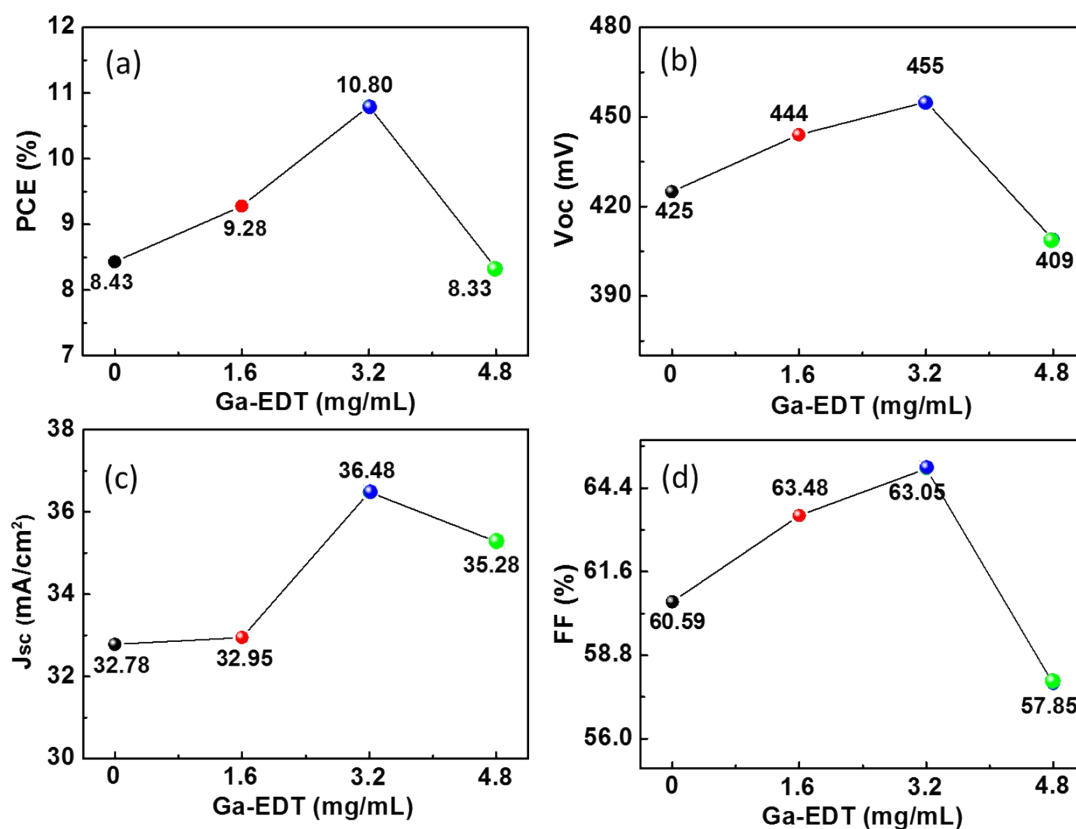 (a)
PCE (%)
12
11
10
9
8
7
8.43
9.28
10.80
8.33
0 1.6 3.2 4.8
Ga-EDT (mg/mL)
(b)
Voc (mV)
480
450
420
390
425
444
455
409
0 1.6 3.2 4.8
Ga-EDT (mg/mL)
(c)
Jsc (mA/cm²)
38
36
34
32
30
32.78
32.95
36.48
35.28
0 1.6 3.2 4.8
Ga-EDT (mg/mL)
(d)
FF (%)
64.4
61.6
58.8
56.0
60.59
63.48
63.05
57.85
0 1.6 3.2 4.8
Ga-EDT (mg/mL)